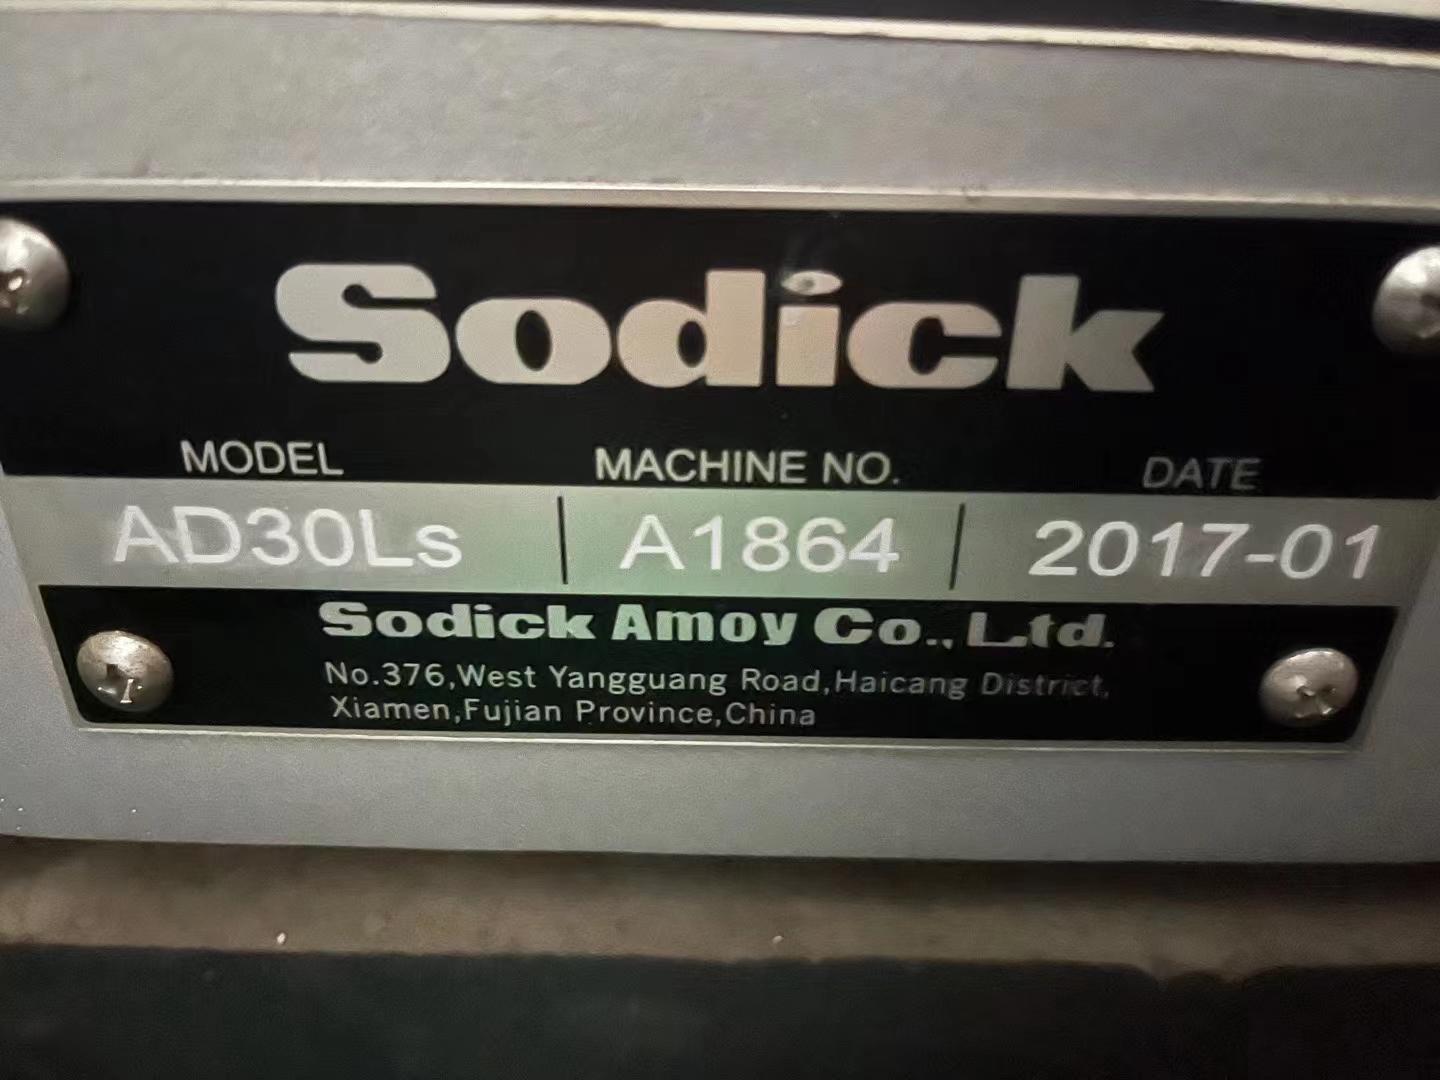 Sodick
MODEL MACHINE NO. DATE
AD30Ls A1864 2017-01
Sodick Amoy Co., Ltd.
No.376,West Yangguang Road,Haicang District,
Xiamen,Fujian Province,China